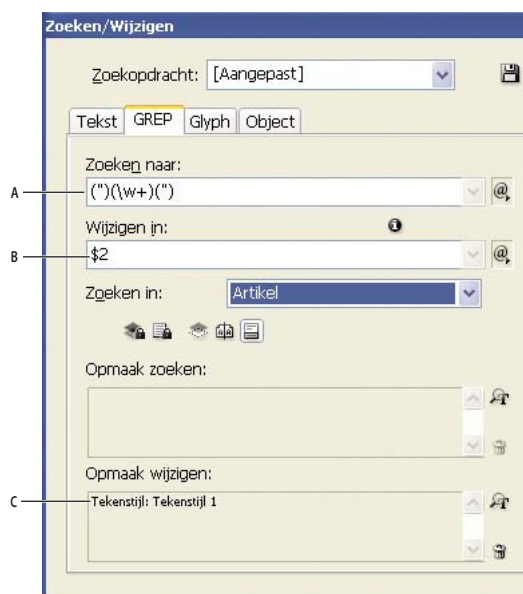 Zoeken/Wijzigen
Zoekopdracht: [Aangepast]
Tekst GREP Glyph Object
Zoeken naar:
A (")(\w+)(")
@
Wijzigen in:
B $2
@
Zoeken in: Artikel
Opmaak zoeken:
Opmaak wijzigen:
C Tekenstijl: Tekenstijl 1